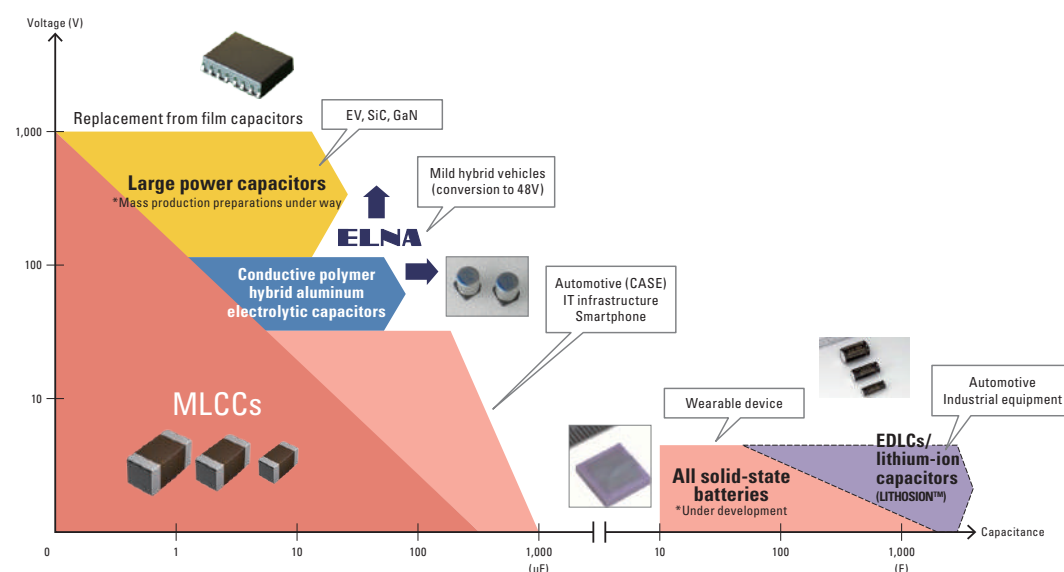 Voltage (V)
Replacement from film capacitors
EV, SiC, GaN
1,000
Large power capacitors
*Mass production preparations under way
Mild hybrid vehicles
(conversion to 48V)
ELNA
100
Conductive polymer
hybrid aluminum
electrolytic capacitors
Automotive (CASE)
IT infrastructure
Smartphone
10
MLCCs
Wearable device
Automotive
Industrial equipment
All solid-state
batteries
*Under development
EDLCs/
lithium-ion
capacitors
(LITHOSION™)
Capacitance
0
1
10
100
1,000
(μF)
10
100
1,000
(F)